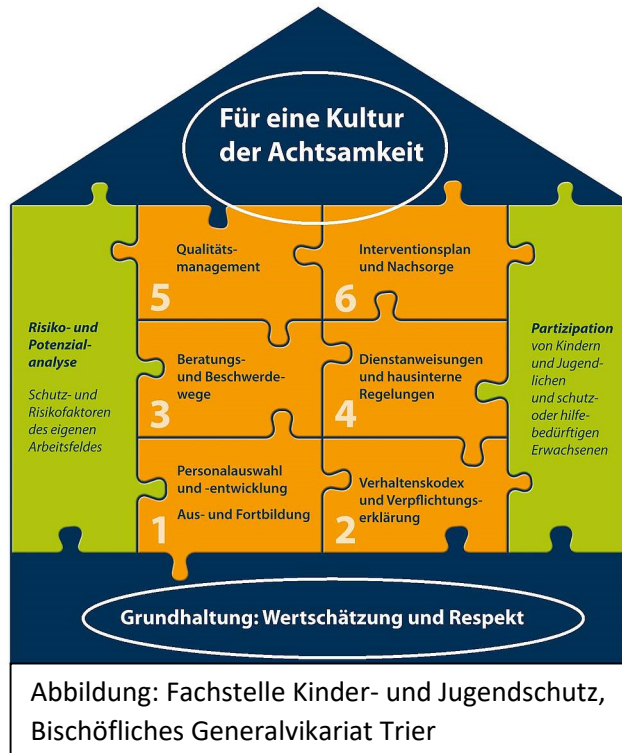 Für eine Kultur
der Achtsamkeit
Qualitäts-
management
5
Interventionsplan
und Nachsorge
6
Risiko- und
Potenzial-
analyse
Schutz- und
Risikofaktoren
des eigenen
Arbeitsfeldes
Beratungs-
und Beschwerde-
wege
3
Dienstanweisungen
und hausinterne
Regelungen
4
Partizipation
von Kindern
und Jugend-
lichen
und schutz-
oder hilfe-
bedürftigen
Erwachsenen
Personalauswahl
und -entwicklung
Aus- und Fortbildung
1
Verhaltenskodex
und Verpflichtungs-
erklärung
2
Grundhaltung: Wertschätzung und Respekt
Abbildung: Fachstelle Kinder- und Jugendschutz,
Bischöfliches Generalvikariat Trier